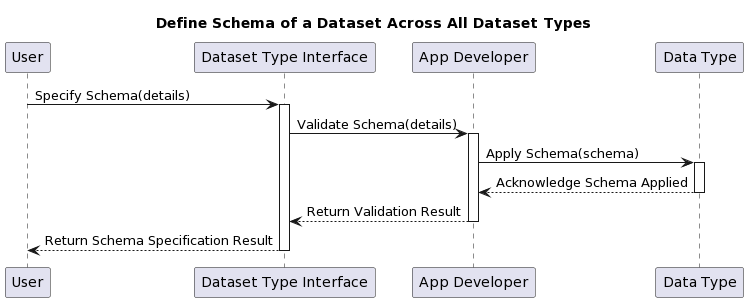 Define Schema of a Dataset Across All Dataset Types
User
Dataset Type Interface
App Developer
Data Type
Specify Schema(details)
Validate Schema(details)
Apply Schema(schema)
Acknowledge Schema Applied
Return Validation Result
Return Schema Specification Result
User
Dataset Type Interface
App Developer
Data Type